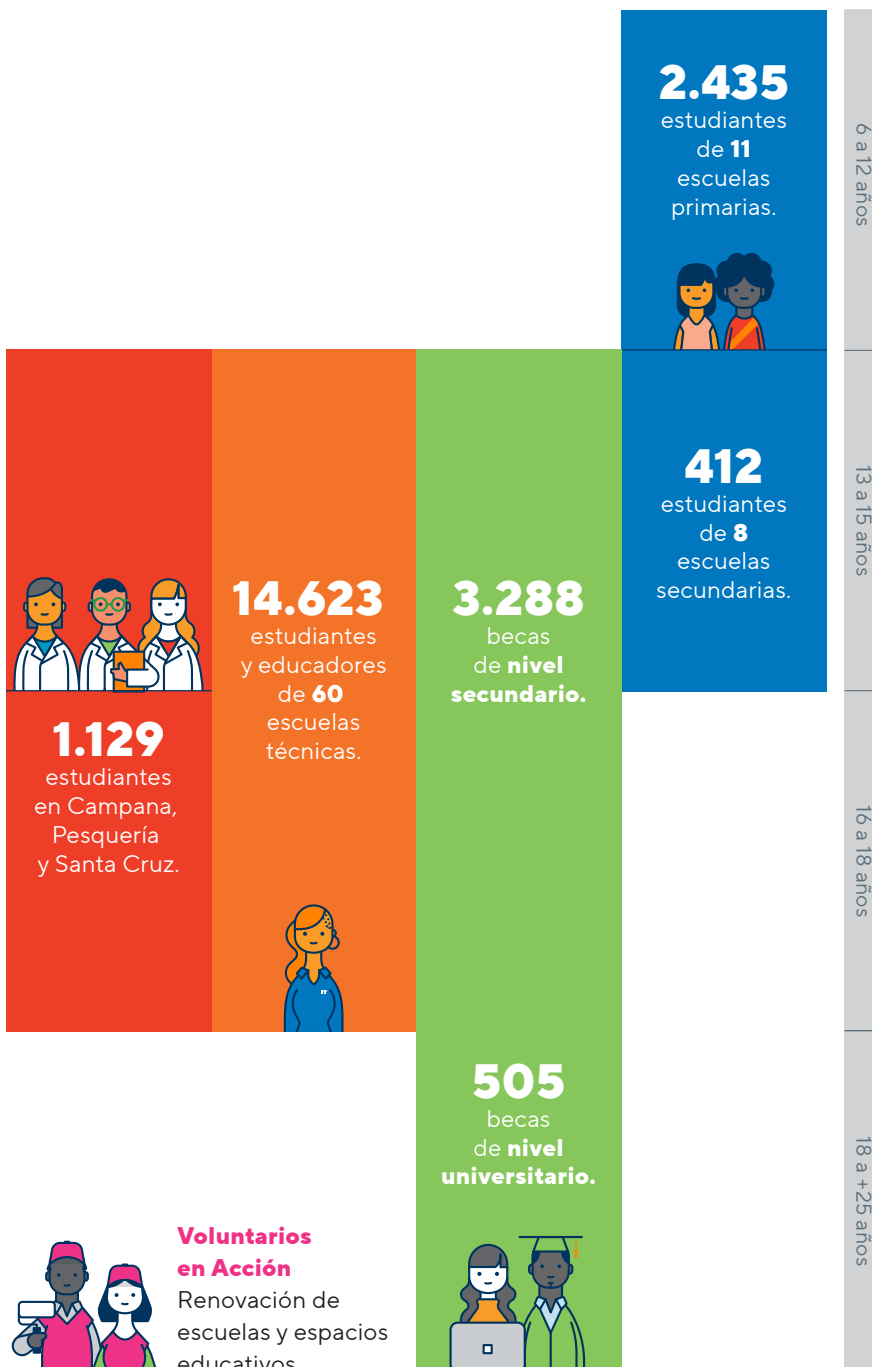 2.435
estudiantes
de 11
escuelas
primarias.
6 a 12 años
412
estudiantes
de 8
escuelas
secundarias.
13 a 15 años
1.129
estudiantes
en Campana,
Pesquería
y Santa Cruz.
14.623
estudiantes
y educadores
de 60
escuelas
técnicas.
3.288
becas
de nivel
secundario.
16 a 18 años
505
becas
de nivel
universitario.
18 a +25 años
Voluntarios
en Acción
Renovación de
escuelas y espacios
educativos